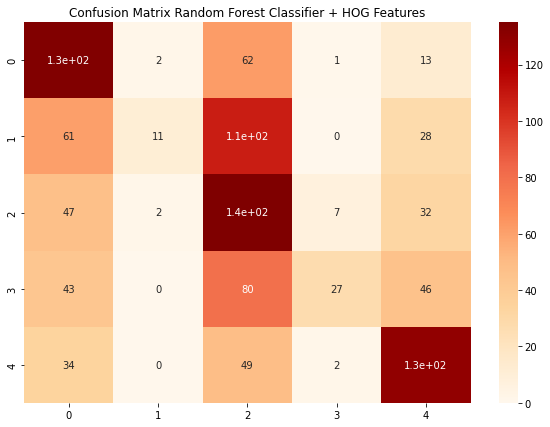 Confusion Matrix Random Forest Classifier + HOG Features
0 1.3e+02 2 62 1 13
1 61 11 1.1e+02 0 28
2 47 2 1.4e+02 7 32
3 43 0 80 27 46
4 34 0 49 2 1.3e+02
0 1 2 3 4
120
100
80
60
40
20
0